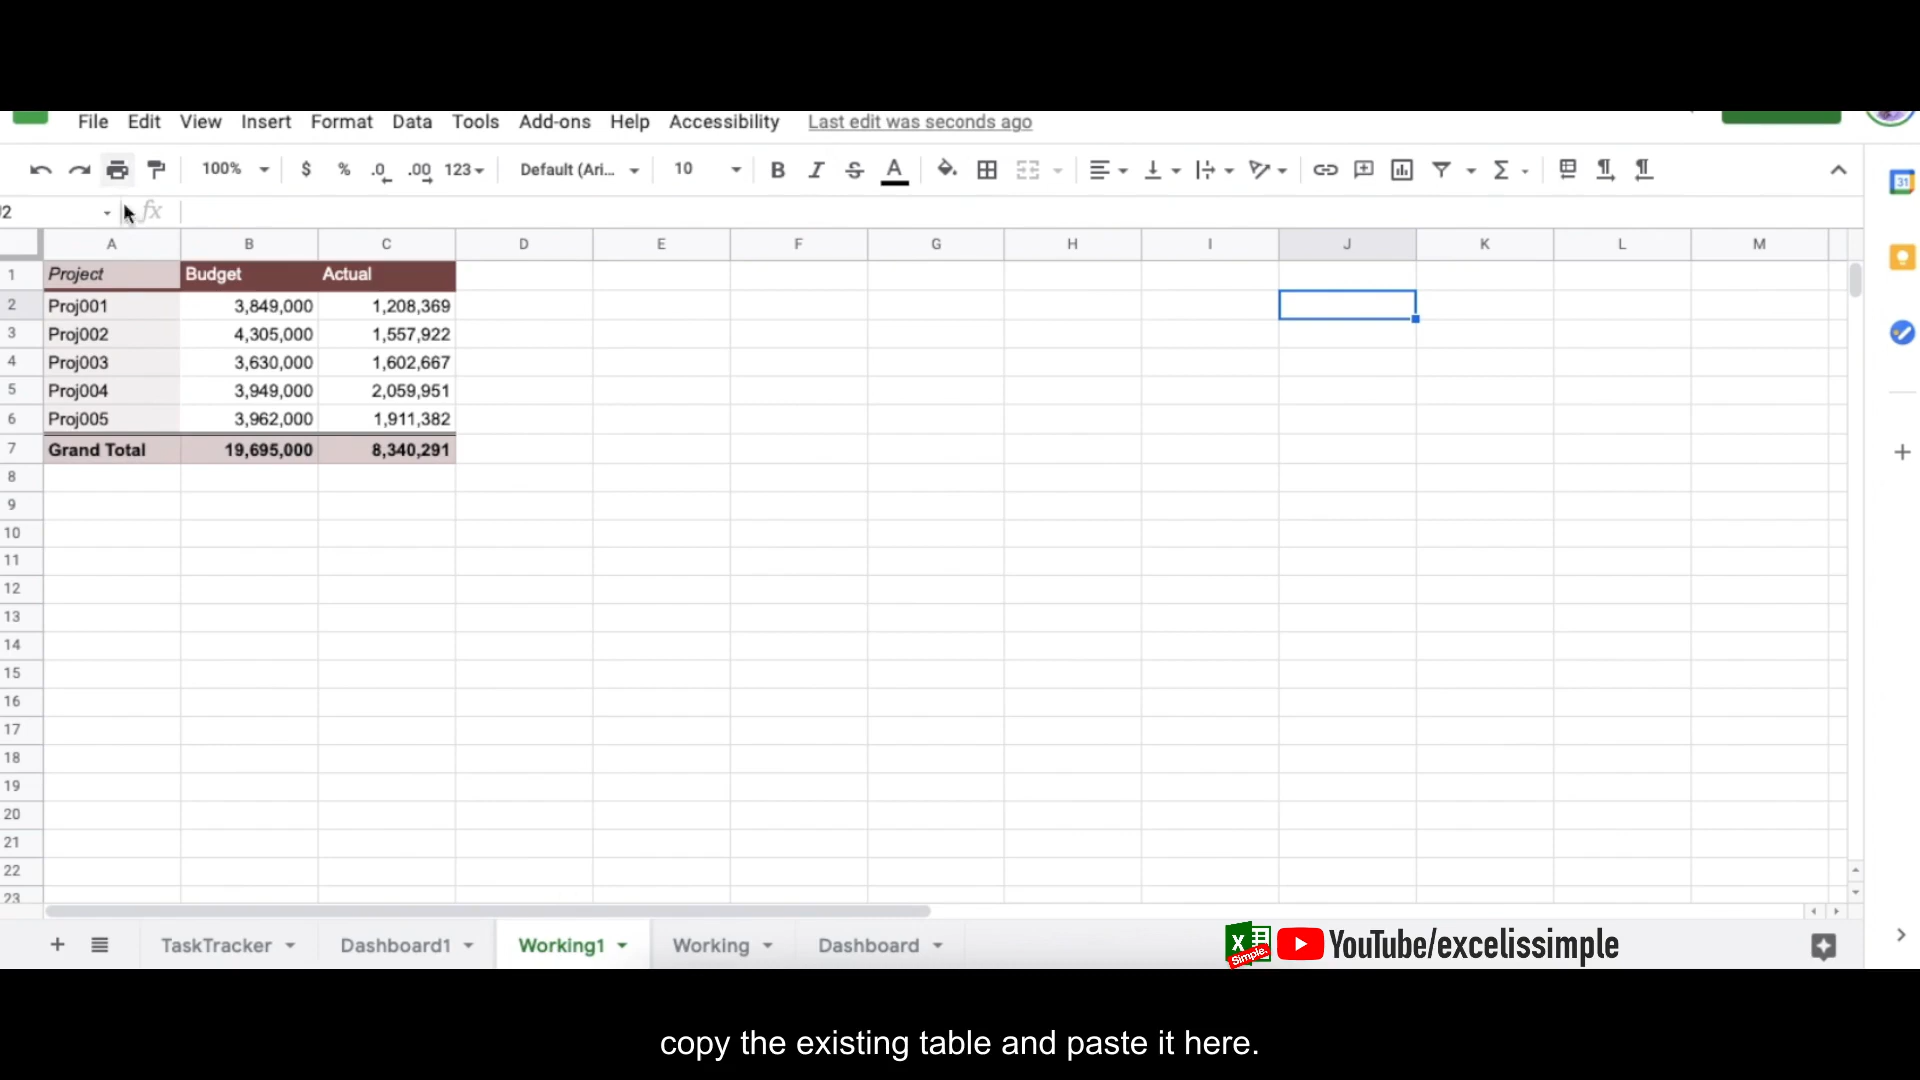 File Edit View Insert Format Data Tools Add-ons Help Accessibility Last edit was seconds ago
100% $ % .0 .00 123 Default (Ari... 10 B I S A
31
J2 fx
A B C D E F G H I J K L M
1 Project Budget Actual
2 Proj001 3,849,000 1,208,369
3 Proj002 4,305,000 1,557,922
4 Proj003 3,630,000 1,602,667
5 Proj004 3,949,000 2,059,951
6 Proj005 3,962,000 1,911,382
7 Grand Total 19,695,000 8,340,291
8
9
10
11
12
13
14
15
16
17
18
19
20
21
22
23
TaskTracker Dashboard1 Working1 Working Dashboard
X Simple. YouTube/excelissimple
copy the existing table and paste it here.